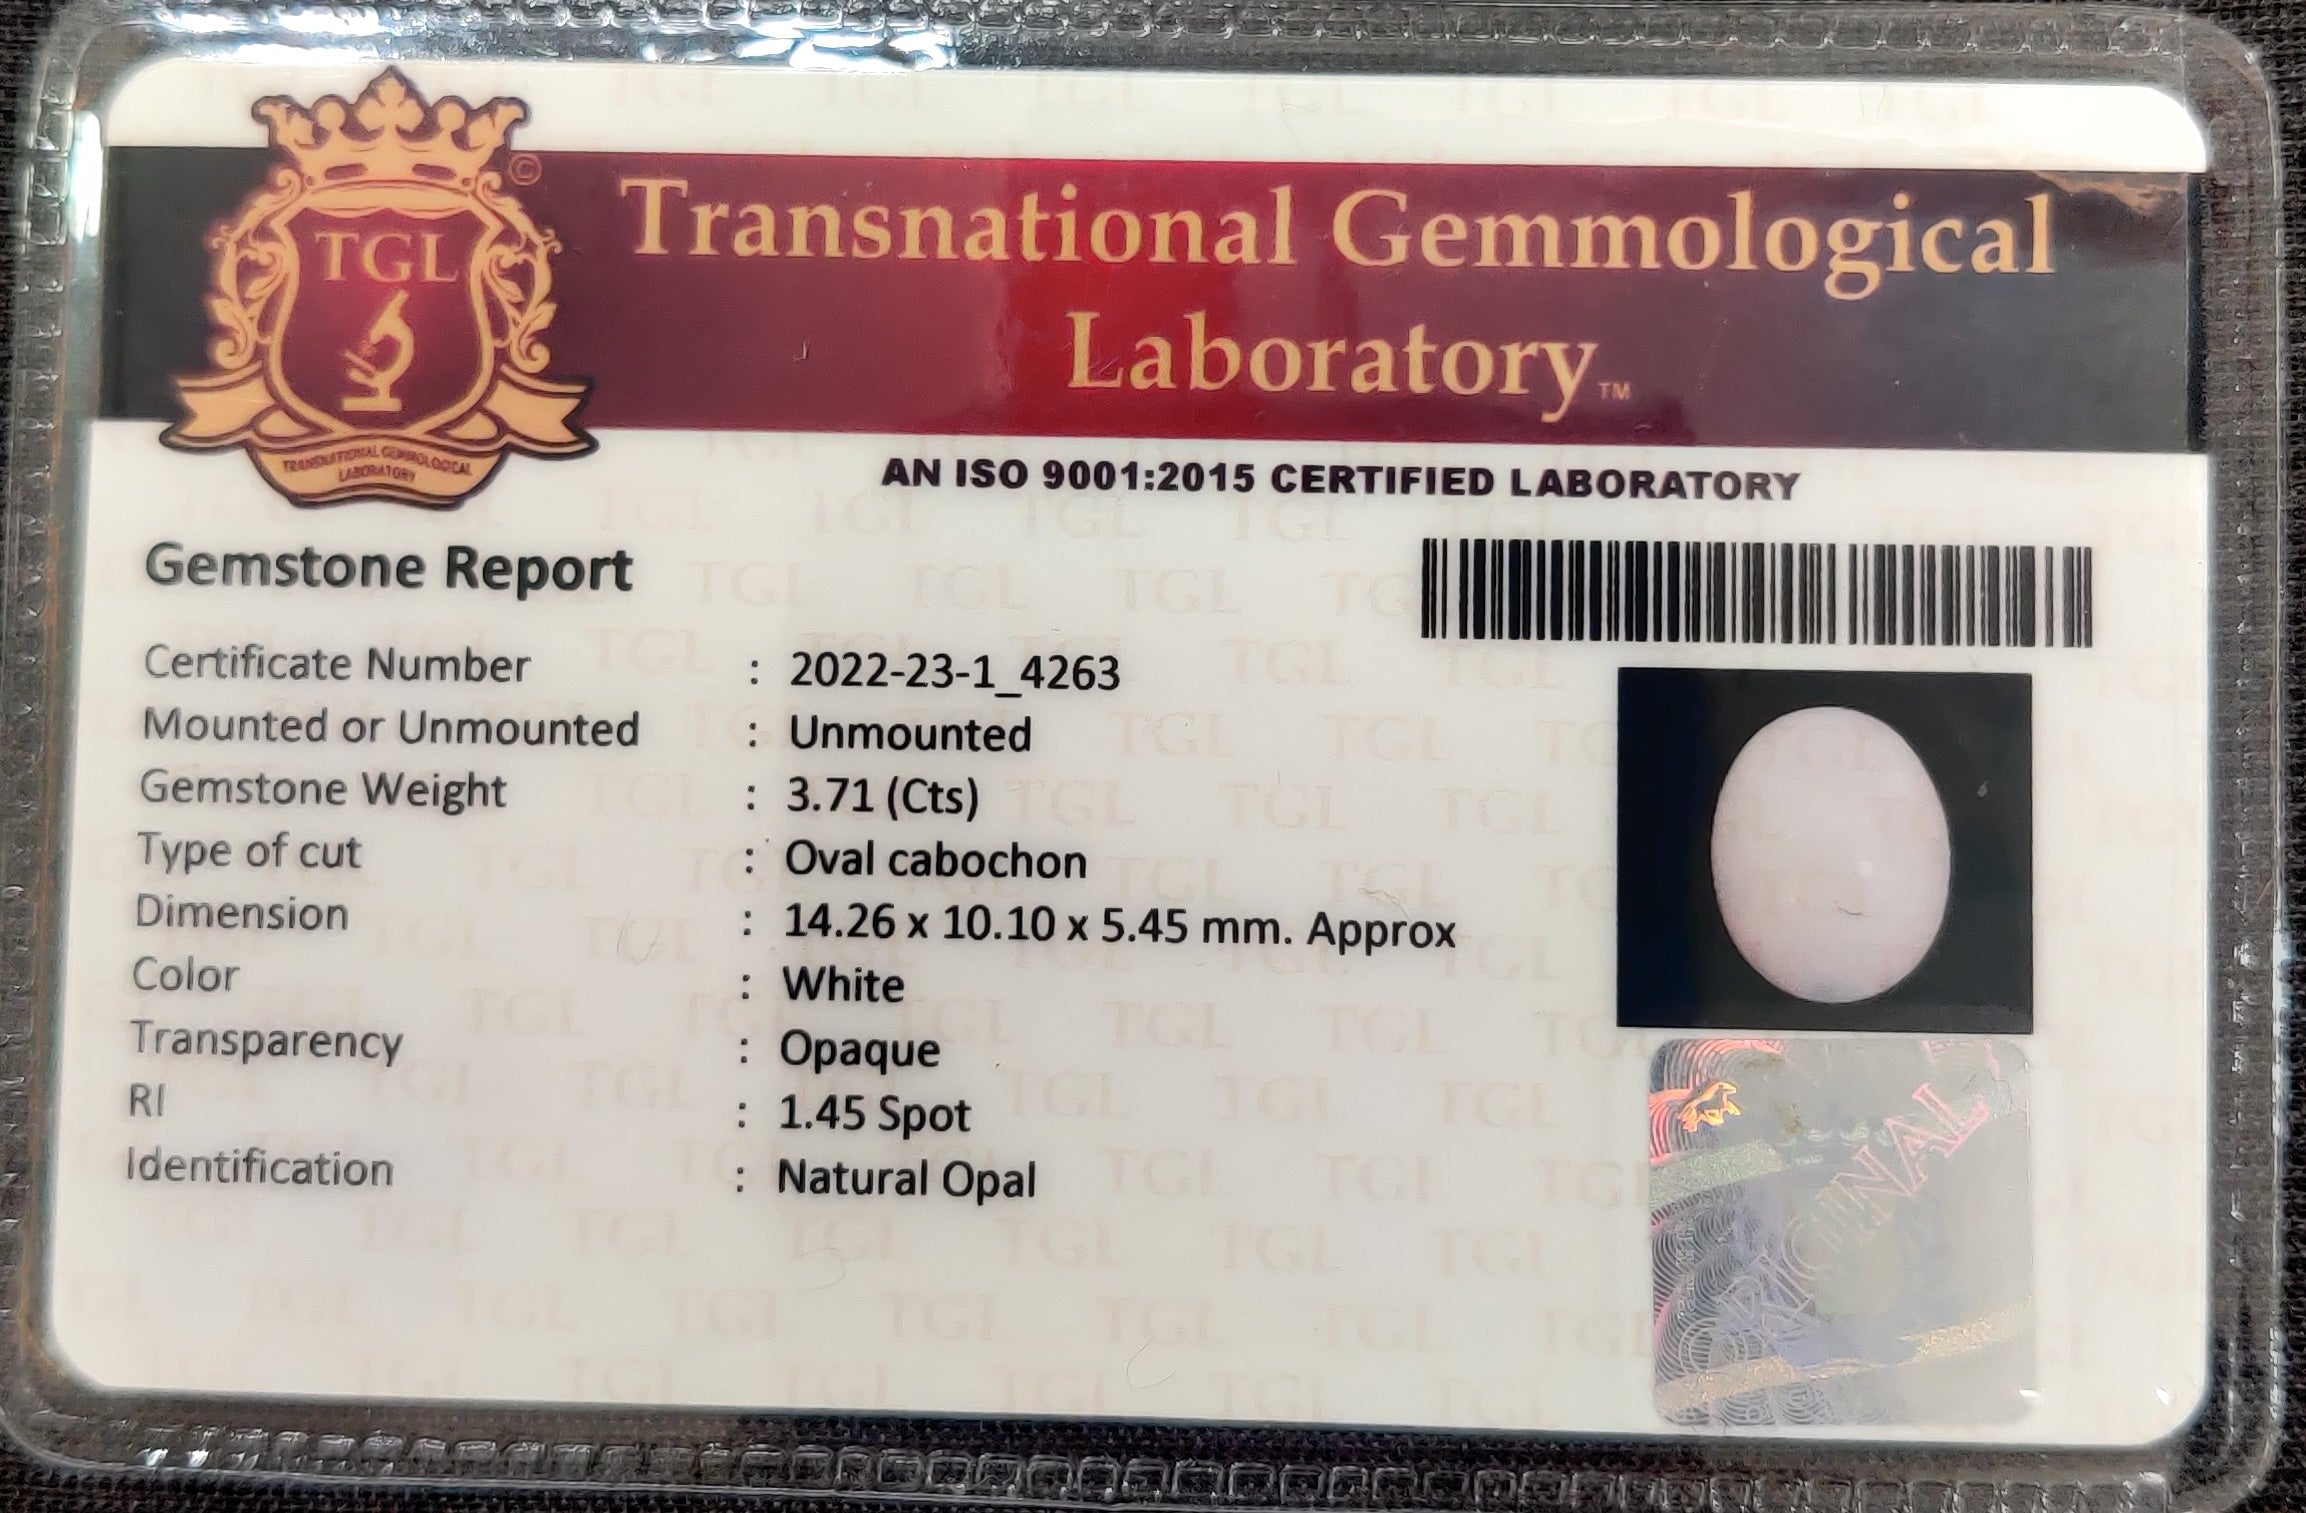 TGL
TRANSNATIONAL GEMMOLOGICAL
LABORATORY
©
Transnational Gemmological
Laboratory™
AN ISO 9001:2015 CERTIFIED LABORATORY
Gemstone Report
Certificate Number : 2022-23-1_4263
Mounted or Unmounted : Unmounted
Gemstone Weight : 3.71 (Cts)
Type of cut : Oval cabochon
Dimension : 14.26 x 10.10 x 5.45 mm. Approx
Color : White
Transparency : Opaque
RI : 1.45 Spot
Identification : Natural Opal
ORIGINAL